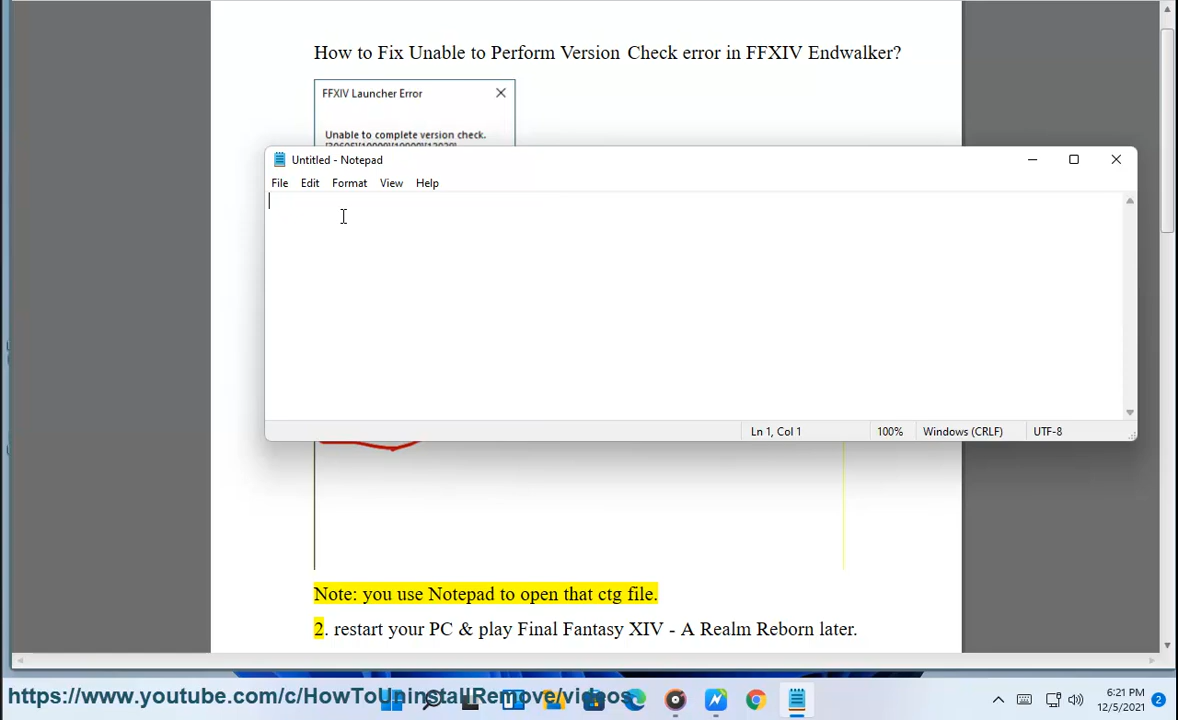 How to Fix Unable to Perform Version Check error in FFXIV Endwalker?
FFXIV Launcher Error
Unable to complete version check.
Untitled - Notepad
File Edit Format View Help
Ln 1, Col 1 100% Windows (CRLF) UTF-8
Note: you use Notepad to open that ctg file.
2. restart your PC & play Final Fantasy XIV - A Realm Reborn later.
https://www.youtube.com/c/HowToUninstallRemove/videos
6:21 PM
12/5/2021
2